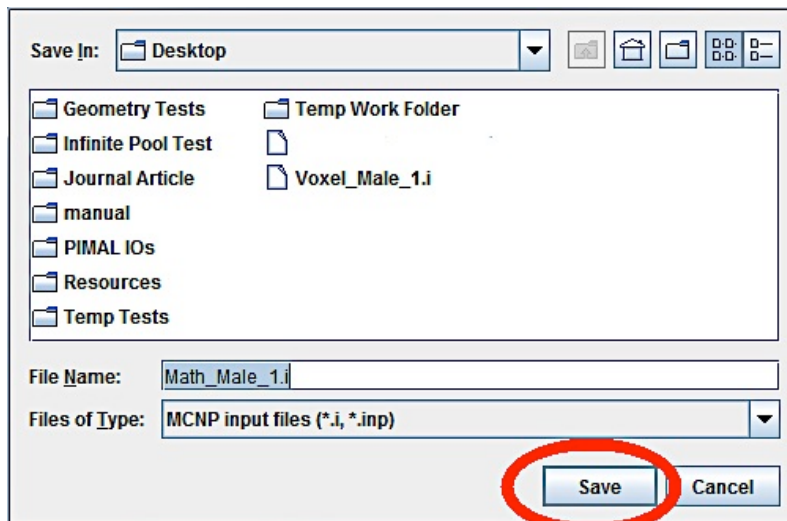 Save In: Desktop
Geometry Tests Temp Work Folder
Infinite Pool Test
Journal Article Voxel_Male_1.i
manual
PIMAL IOs
Resources
Temp Tests
File Name: Math_Male_1.i
Files of Type: MCNP input files (*.i, *.inp)
Save Cancel